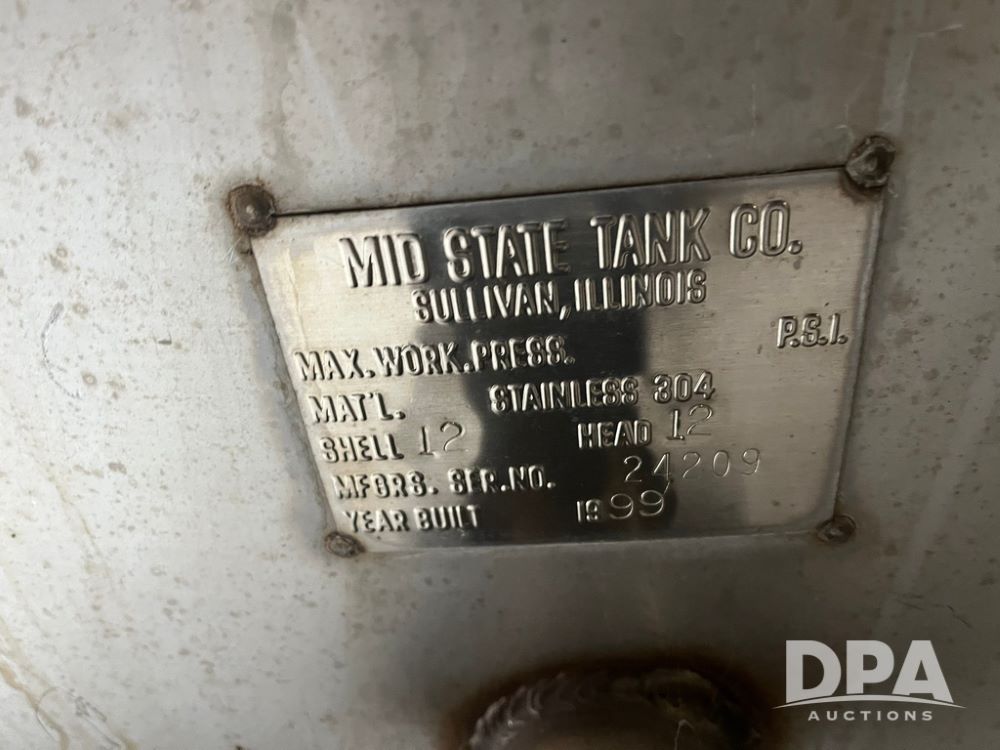 MID STATE TANK CO.
SULLIVAN, ILLINOIS
MAX. WORK. PRESS. P.S.I.
MAT'L. STAINLESS 304
SHELL 12 HEAD 12
MFGRS. SER. NO. 24209
YEAR BUILT 1999
DPA
AUCTIONS